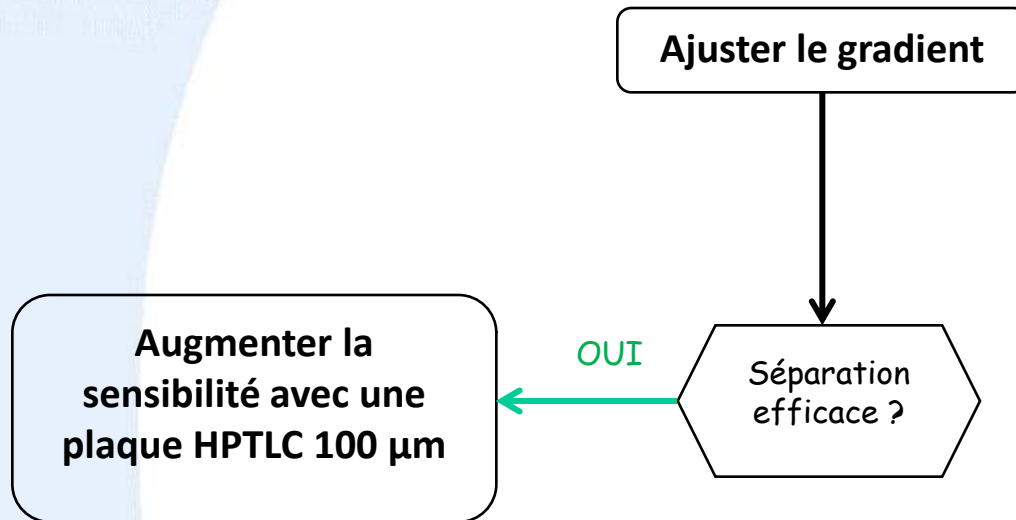 Ajuster le gradient
OUI
Séparation
efficace ?
Augmenter la
sensibilité avec une
plaque HPTLC 100 µm